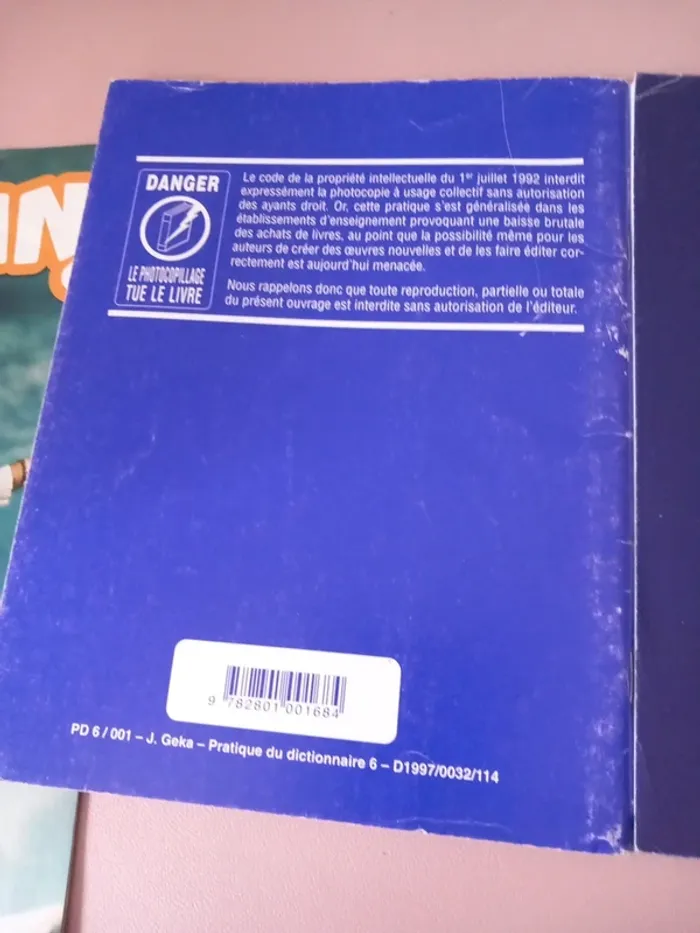 AN
DANGER
LE PHOTOCOPILLAGE
TUE LE LIVRE
Le code de la propriété intellectuelle du 1er juillet 1992 interdit
expressément la photocopie à usage collectif sans autorisation
des ayants droit. Or, cette pratique s'est généralisée dans les
établissements d'enseignement provoquant une baisse brutale
des achats de livres, au point que la possibilité même pour les
auteurs de créer des œuvres nouvelles et de les faire éditer cor-
rectement est aujourd'hui menacée.
Nous rappelons donc que toute reproduction, partielle ou totale
du présent ouvrage est interdite sans autorisation de l'éditeur.
9 782801 001684
PD 6 / 001 – J. Geka – Pratique du dictionnaire 6 – D1997/0032/114